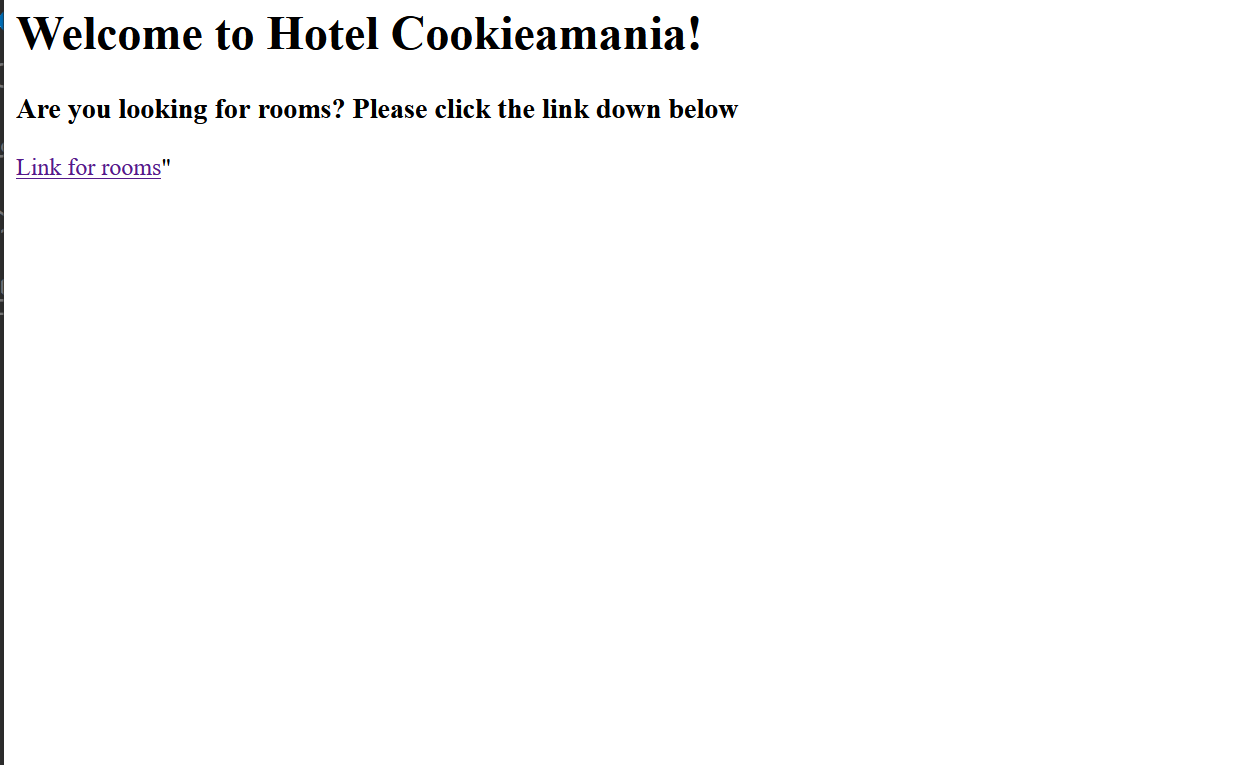 Welcome to Hotel Cookieamania!
Are you looking for rooms? Please click the link down below
Link for rooms"